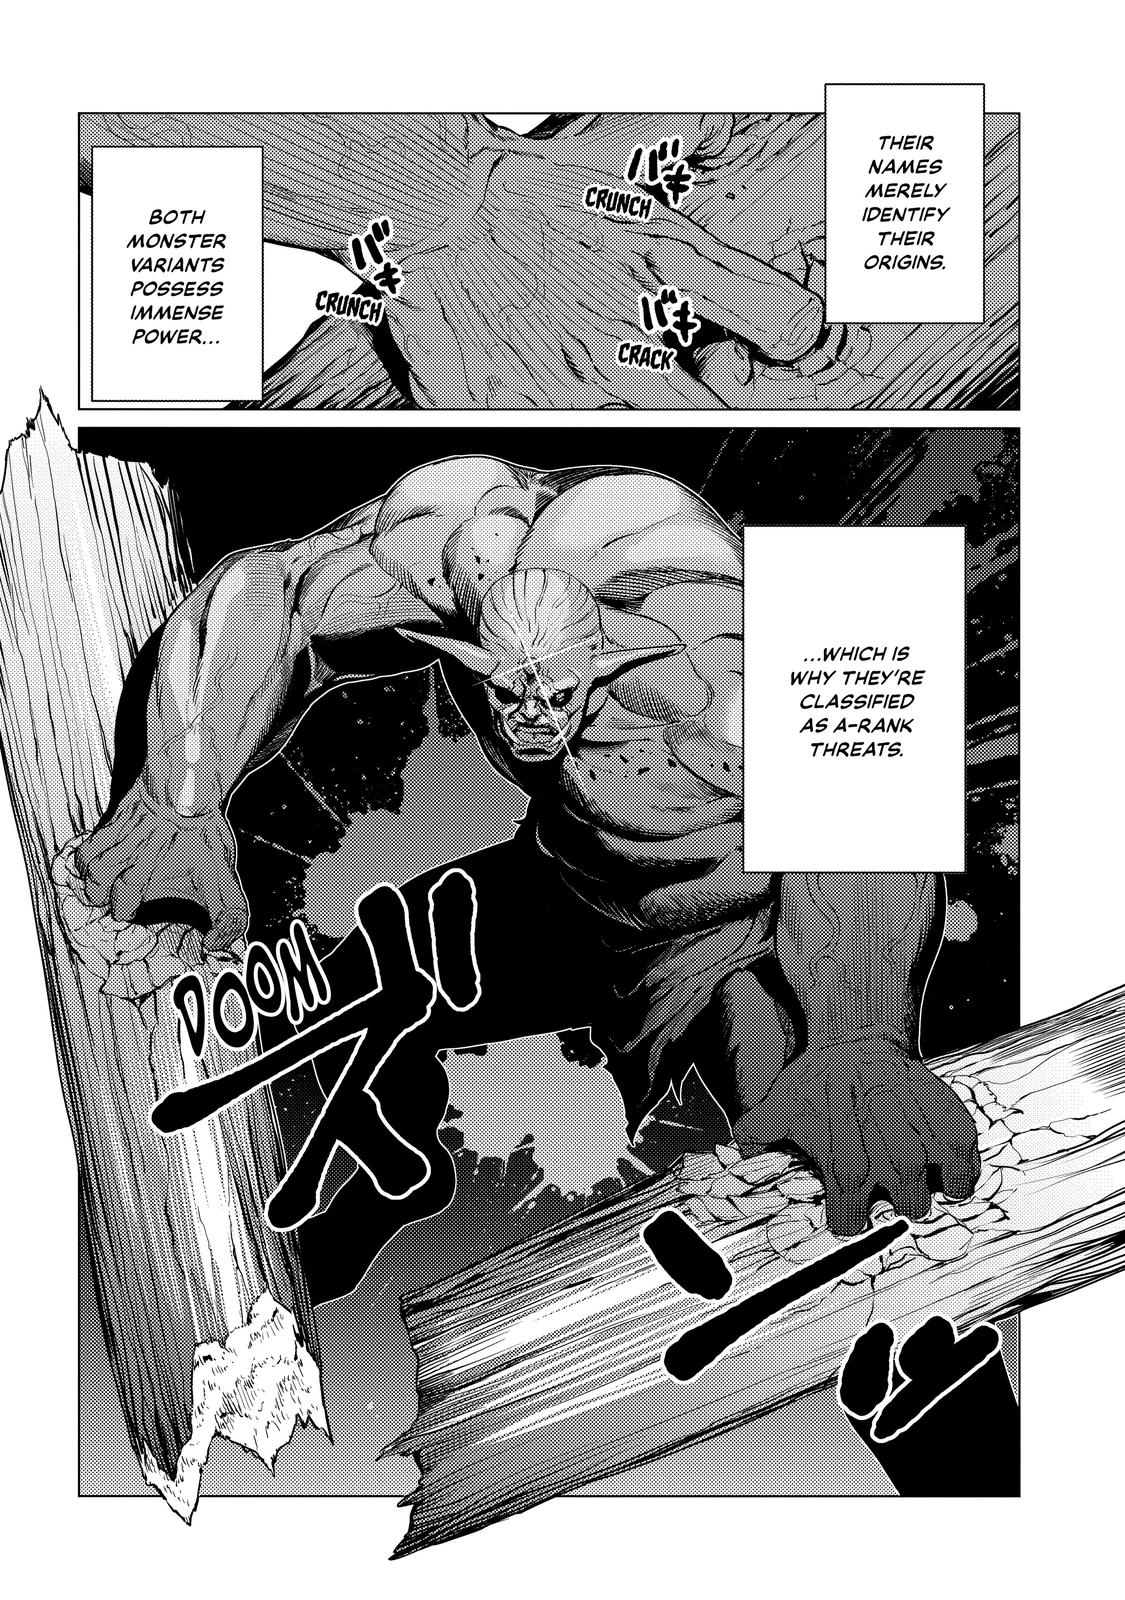 THEIR
NAMES
MERELY
IDENTIFY
THEIR
ORIGINS.
バキ
CRUNCH
バキ
CRUNCH
バキ
CRACK
BOTH
MONSTER
VARIANTS
POSSESS
IMMENSE
POWER...
...WHICH IS
WHY THEY'RE
CLASSIFIED
AS A-RANK
THREATS.
DOOM
ズンッ